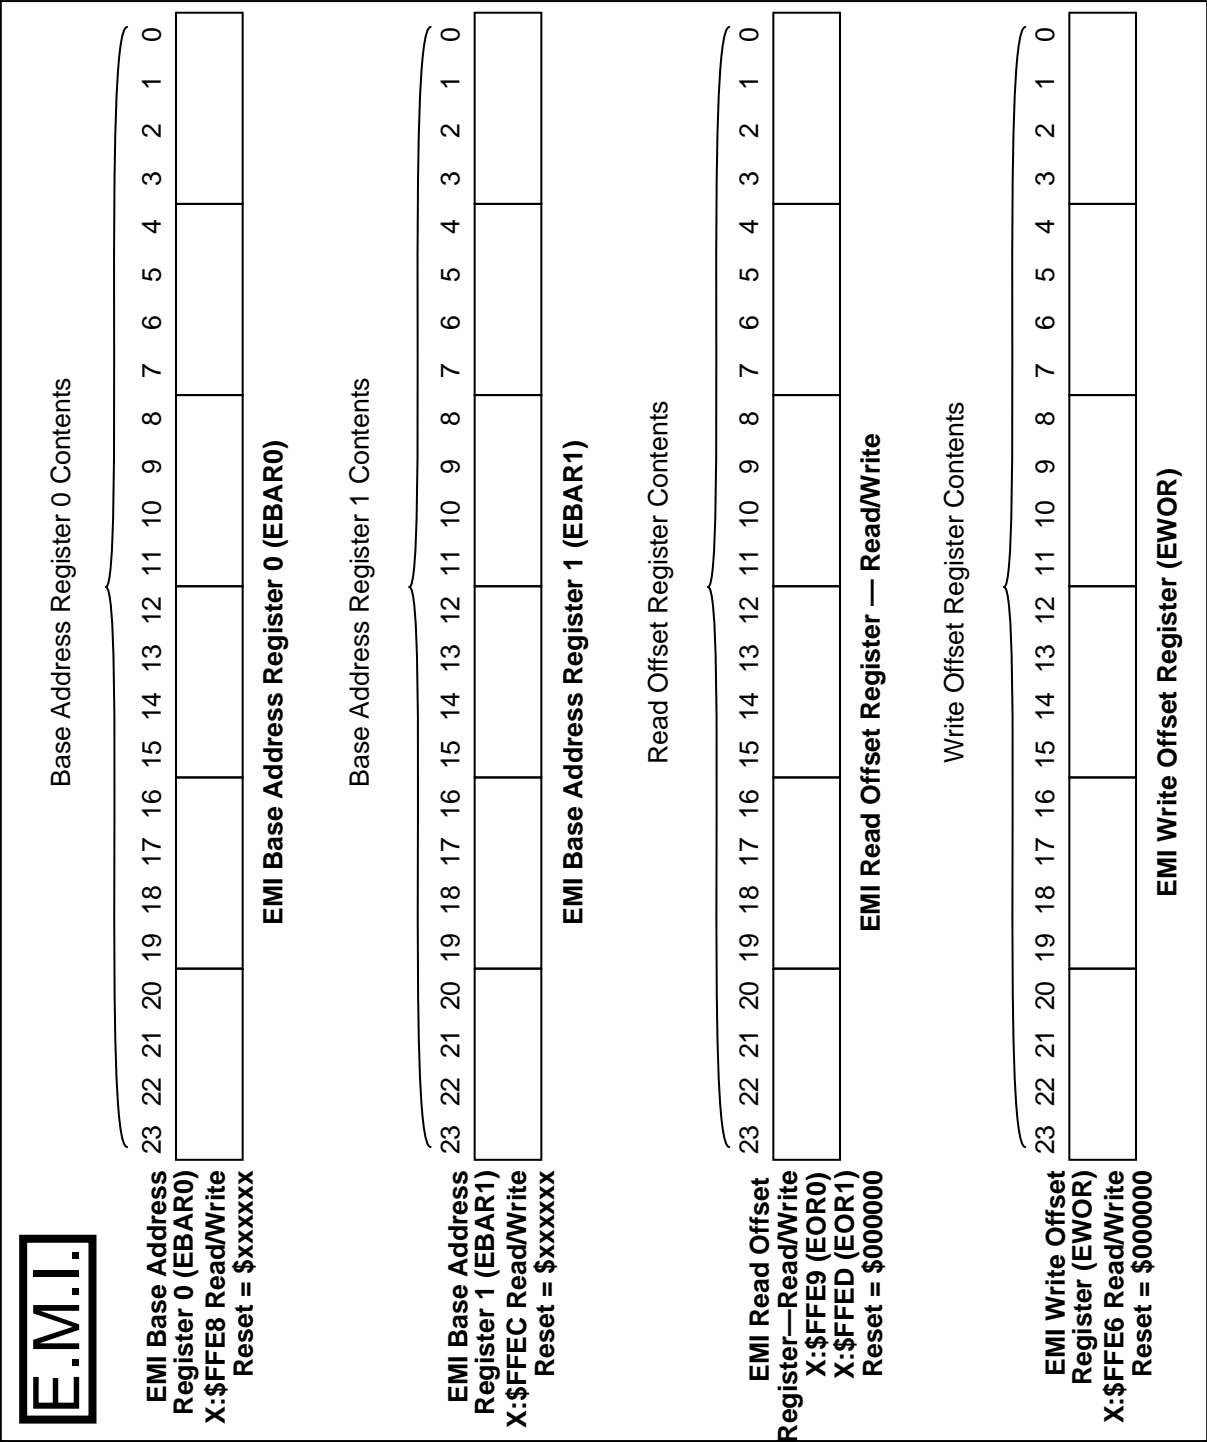 E.M.I.
Base Address Register 0 Contents
23 22 21 20 19 18 17 16 15 14 13 12 11 10 9 8 7 6 5 4 3 2 1 0
EMI Base Address
Register 0 (EBAR0)
X:$FFE8 Read/Write
Reset = $xxxxxx
EMI Base Address Register 0 (EBAR0)
Base Address Register 1 Contents
23 22 21 20 19 18 17 16 15 14 13 12 11 10 9 8 7 6 5 4 3 2 1 0
EMI Base Address
Register 1 (EBAR1)
X:$FFEC Read/Write
Reset = $xxxxxx
EMI Base Address Register 1 (EBAR1)
Read Offset Register Contents
23 22 21 20 19 18 17 16 15 14 13 12 11 10 9 8 7 6 5 4 3 2 1 0
EMI Read Offset
Register—Read/Write
X:$FFE9 (EOR0)
X:$FFED (EOR1)
Reset = $000000
EMI Read Offset Register — Read/Write
Write Offset Register Contents
23 22 21 20 19 18 17 16 15 14 13 12 11 10 9 8 7 6 5 4 3 2 1 0
EMI Write Offset
Register (EWOR)
X:$FFE6 Read/Write
Reset = $000000
EMI Write Offset Register (EWOR)